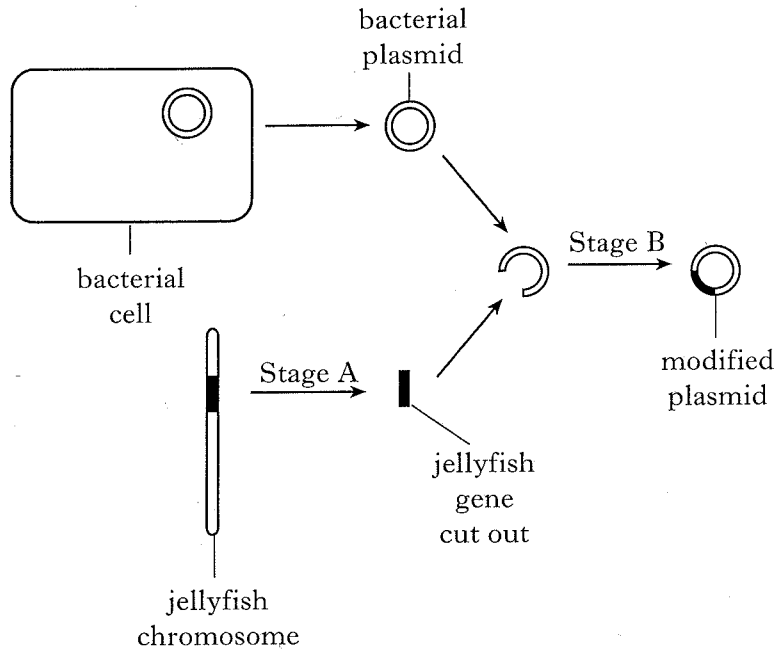 bacterial
plasmid
Stage B
bacterial
cell
modified
plasmid
Stage A
jellyfish
gene
cut out
jellyfish
chromosome